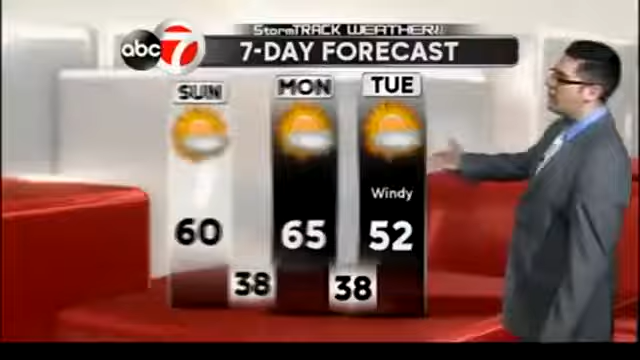 StormTRACK WEATHER!!
abc 7 7-DAY FORECAST
SUN MON TUE
Windy
60 65 52
38 38